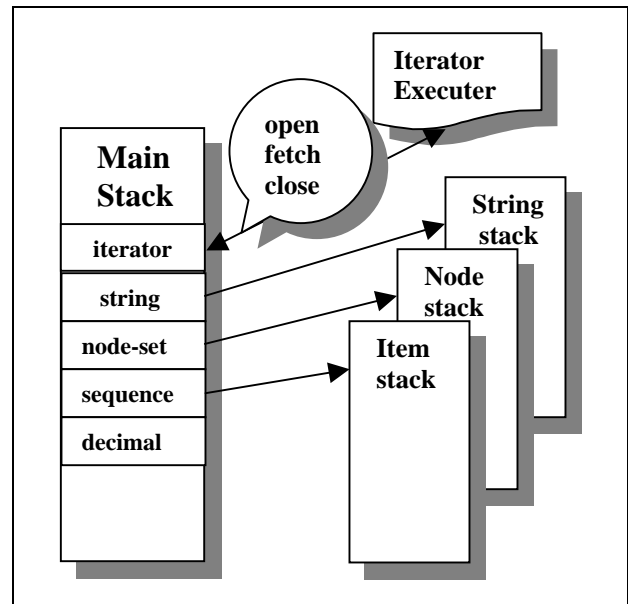 Iterator
Executer
open
fetch
close
Main
Stack
iterator
string
node-set
sequence
decimal
String
stack
Node
stack
Item
stack